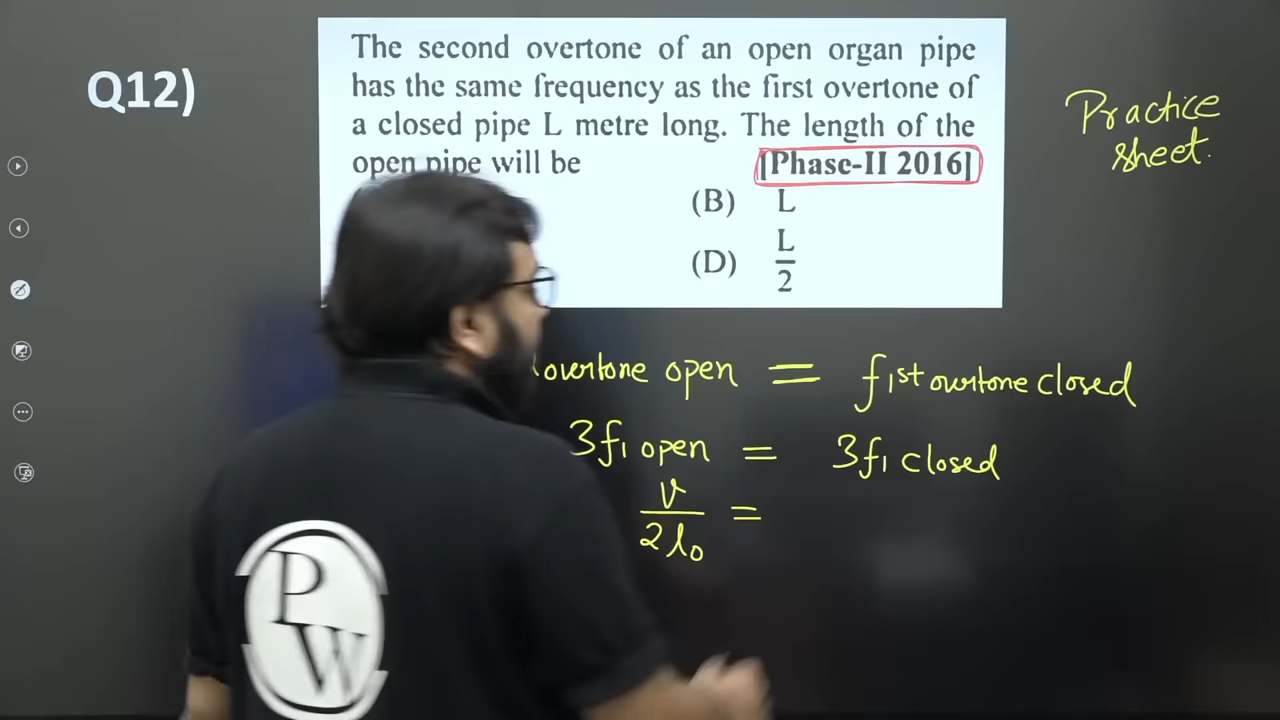 Q12)
The second overtone of an open organ pipe
has the same frequency as the first overtone of
a closed pipe L metre long. The length of the
open pipe will be [Phase-II 2016]
(B) L
(D) L/2
Practice
sheet.
overtone open = f1st overtone closed
3f1 open = 3f1 closed
v/2l0 =
PW